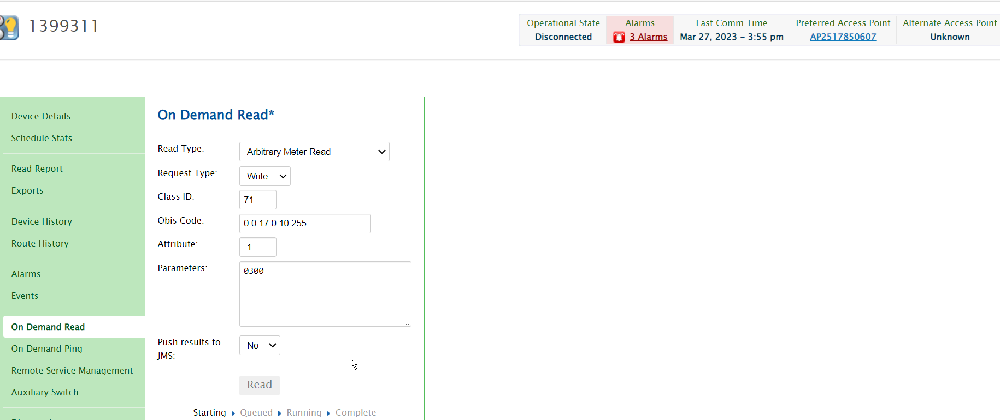 1399311
Operational State
Disconnected
Alarms
3 Alarms
Last Comm Time
Mar 27, 2023 – 3:55 pm
Preferred Access Point
AP2517850607
Alternate Access Point
Unknown
Device Details
Schedule Stats
Read Report
Exports
Device History
Route History
Alarms
Events
On Demand Read
On Demand Ping
Remote Service Management
Auxiliary Switch
On Demand Read*
Read Type: Arbitrary Meter Read
Request Type: Write
Class ID: 71
Obis Code: 0.0.17.0.10.255
Attribute: -1
Parameters: 0300
Push results to
JMS: No
Read
Starting Queued Running Complete